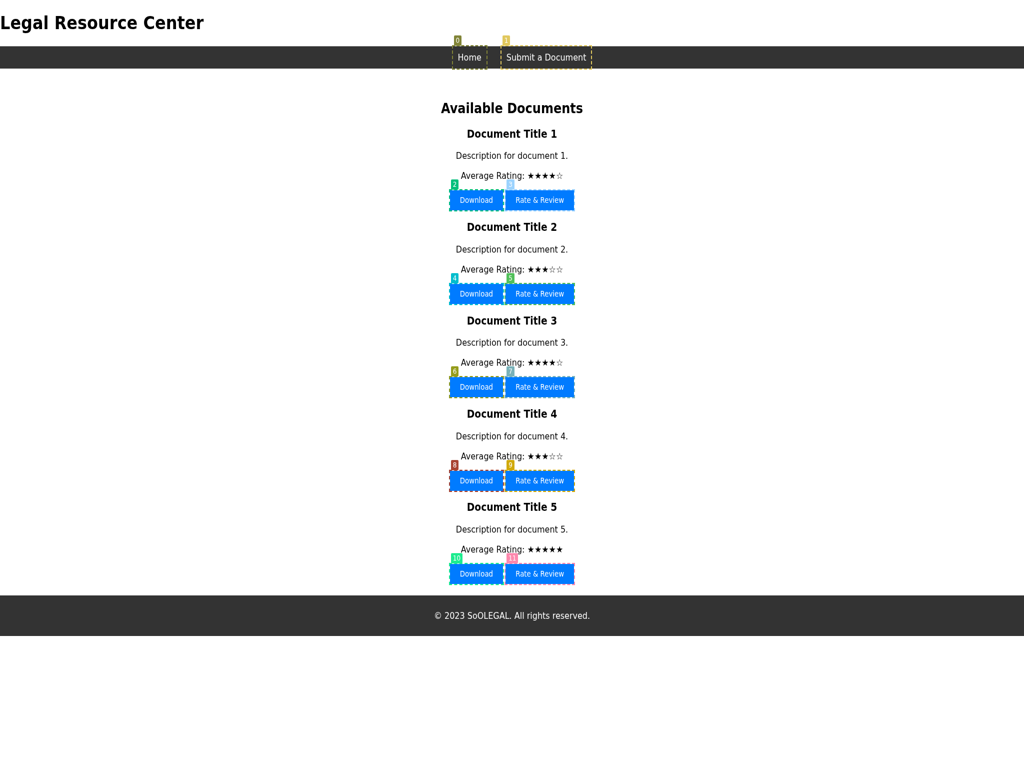 Legal Resource Center
0
1
Home
Submit a Document
Available Documents
Document Title 1
Description for document 1.
Average Rating: ★★★★☆
2
3
Download
Rate & Review
Document Title 2
Description for document 2.
Average Rating: ★★★☆☆
4
5
Download
Rate & Review
Document Title 3
Description for document 3.
Average Rating: ★★★★☆
6
7
Download
Rate & Review
Document Title 4
Description for document 4.
Average Rating: ★★★☆☆
8
9
Download
Rate & Review
Document Title 5
Description for document 5.
Average Rating: ★★★★★
10
11
Download
Rate & Review
© 2023 SoOLEGAL. All rights reserved.